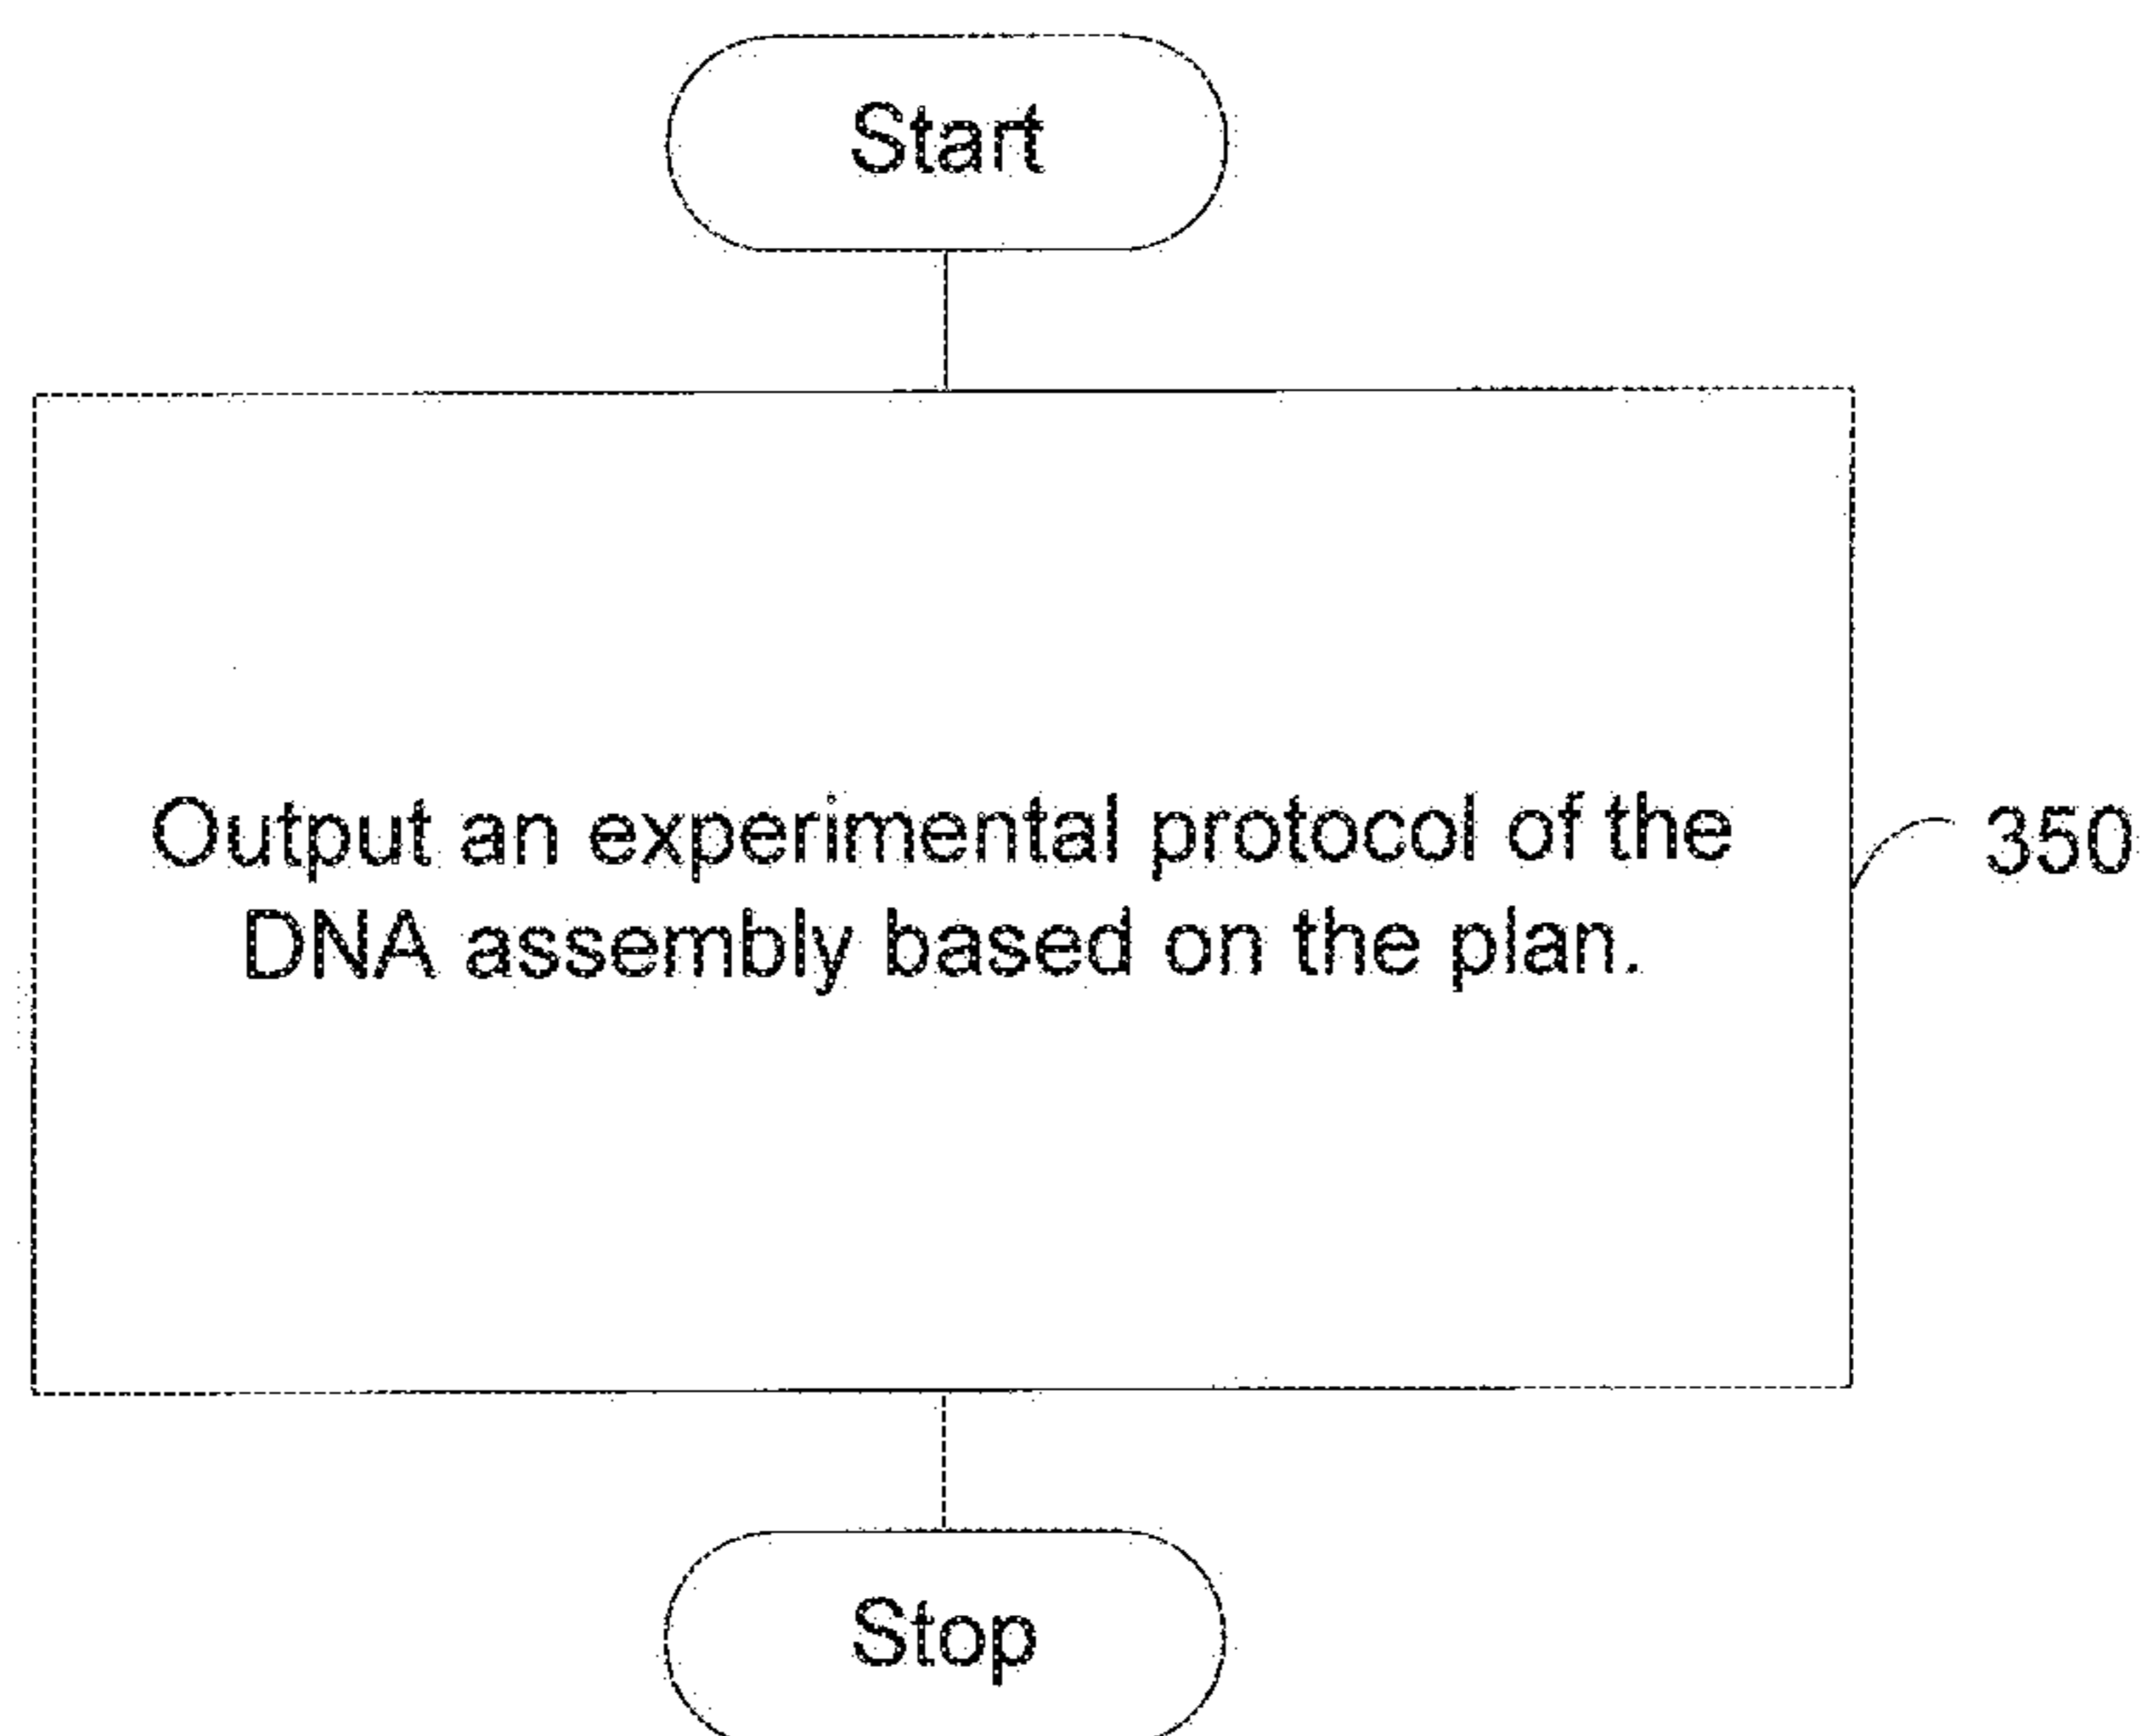 Start
Output an experimental protocol of the
DNA assembly based on the plan.
350
Stop